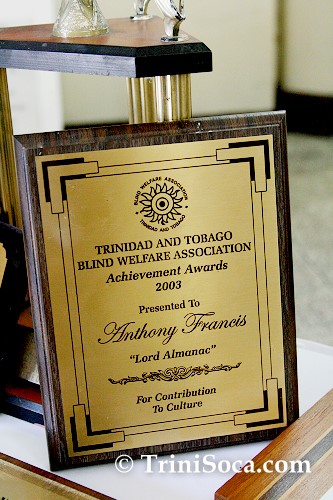 BLIND WELFARE ASSOCIATION
TRINIDAD AND TOBAGO
TRINIDAD AND TOBAGO
BLIND WELFARE ASSOCIATION
Achievement Awards
2003
Presented To
Anthony Francis
"Lord Almanac"
For Contribution
To Culture
© TriniSoca.com